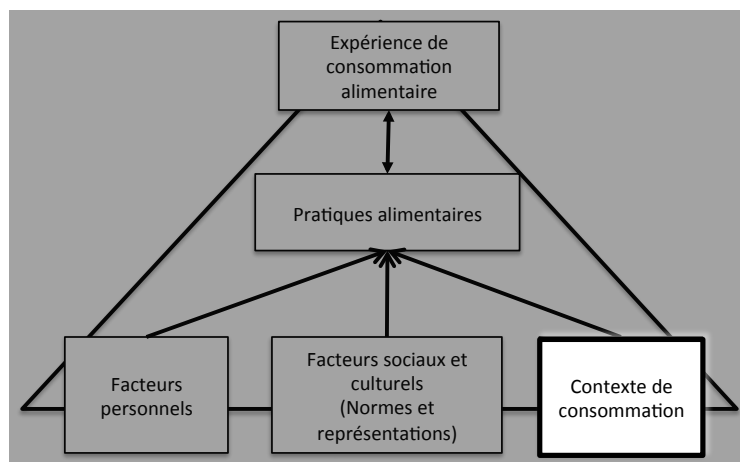 Expérience de
consommation
alimentaire
Pratiques alimentaires
Facteurs
personnels
Facteurs sociaux et
culturels
(Normes et
représentations)
Contexte de
consommation